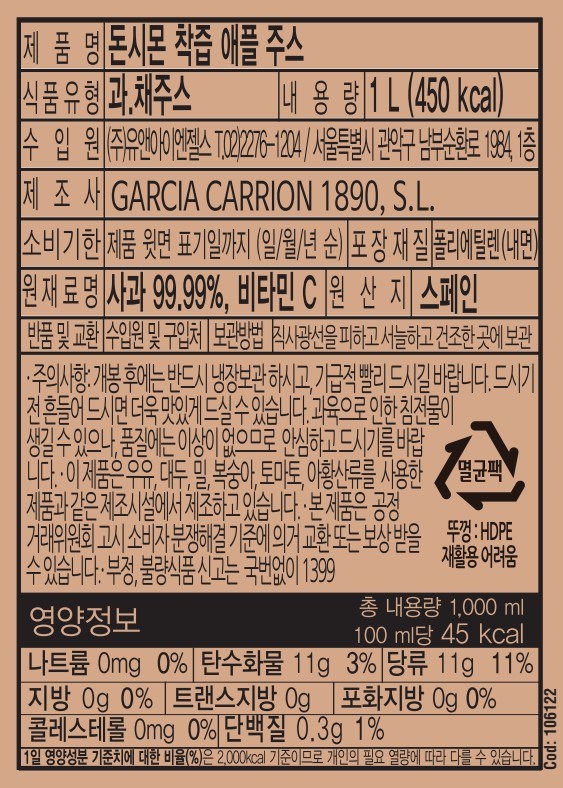 제 품 명 돈시몬 착즙 애플 주스
식품유형 과.채주스 내 용 량 1 L (450 kcal)
수 입 원 (주)유앤아이엔젤스 T.02)2276-1204 / 서울특별시 관악구 남부순환로 1984, 1층
제 조 사 GARCIA CARRION 1890, S.L.
소비기한 제품 윗면 표기일까지 (일/월/년 순) 포장재질 폴리에틸렌(내면)
원재료명 사과 99.99%, 비타민 C 원 산 지 스페인
반품 및 교환 수입원 및 구입처 보관방법 직사광선을 피하고 서늘하고 건조한 곳에 보관
·주의사항: 개봉 후에는 반드시 냉장보관 하시고, 가급적 빨리 드시길 바랍니다. 드시기
전 흔들어 드시면 더욱 맛있게 드실 수 있습니다. 과육으로 인한 침전물이
생길 수 있으나, 품질에는 이상이 없으므로 안심하고 드시기를 바랍
니다. · 이 제품은 우유, 대두, 밀, 복숭아, 토마토, 아황산류를 사용한
제품과 같은 제조시설에서 제조하고 있습니다. · 본 제품은 공정
거래위원회 고시 소비자 분쟁해결 기준에 의거 교환 또는 보상 받을
수 있습니다. · 부정, 불량식품 신고는 국번없이 1399
멸균팩
뚜껑 : HDPE
재활용 어려움
영양정보
총 내용량 1,000 ml
100 ml당 45 kcal
나트륨 0mg 0% 탄수화물 11g 3% 당류 11g 11%
지방 0g 0% 트랜스지방 0g 포화지방 0g 0%
콜레스테롤 0mg 0% 단백질 0.3g 1%
1일 영양성분 기준치에 대한 비율(%)은 2,000kcal 기준이므로 개인의 필요 열량에 따라 다를 수 있습니다.
Cod: 106122